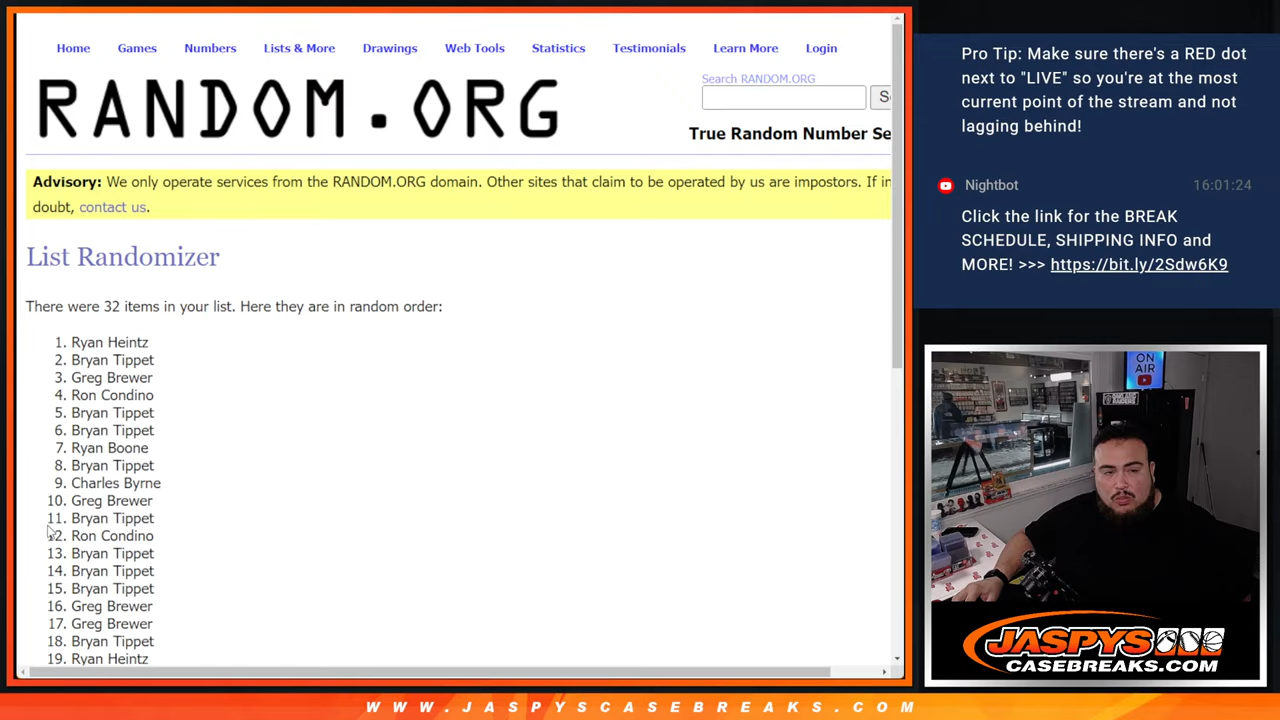 Home Games Numbers Lists & More Drawings Web Tools Statistics Testimonials Learn More Login
Search RANDOM.ORG
RANDOM.ORG
True Random Number Se
Advisory: We only operate services from the RANDOM.ORG domain. Other sites that claim to be operated by us are impostors. If in
doubt, contact us.
List Randomizer
There were 32 items in your list. Here they are in random order:
1. Ryan Heintz
2. Bryan Tippet
3. Greg Brewer
4. Ron Condino
5. Bryan Tippet
6. Bryan Tippet
7. Ryan Boone
8. Bryan Tippet
9. Charles Byrne
10. Greg Brewer
11. Bryan Tippet
12. Ron Condino
13. Bryan Tippet
14. Bryan Tippet
15. Bryan Tippet
16. Greg Brewer
17. Greg Brewer
18. Bryan Tippet
19. Ryan Heintz
Pro Tip: Make sure there's a RED dot
next to "LIVE" so you're at the most
current point of the stream and not
lagging behind!
Nightbot 16:01:24
Click the link for the BREAK
SCHEDULE, SHIPPING INFO and
MORE! >>> https://bit.ly/2Sdw6K9
ON
AIR
JASPYS
CASEBREAKS.COM
WWW.JASPYSCASEBREAKS.COM